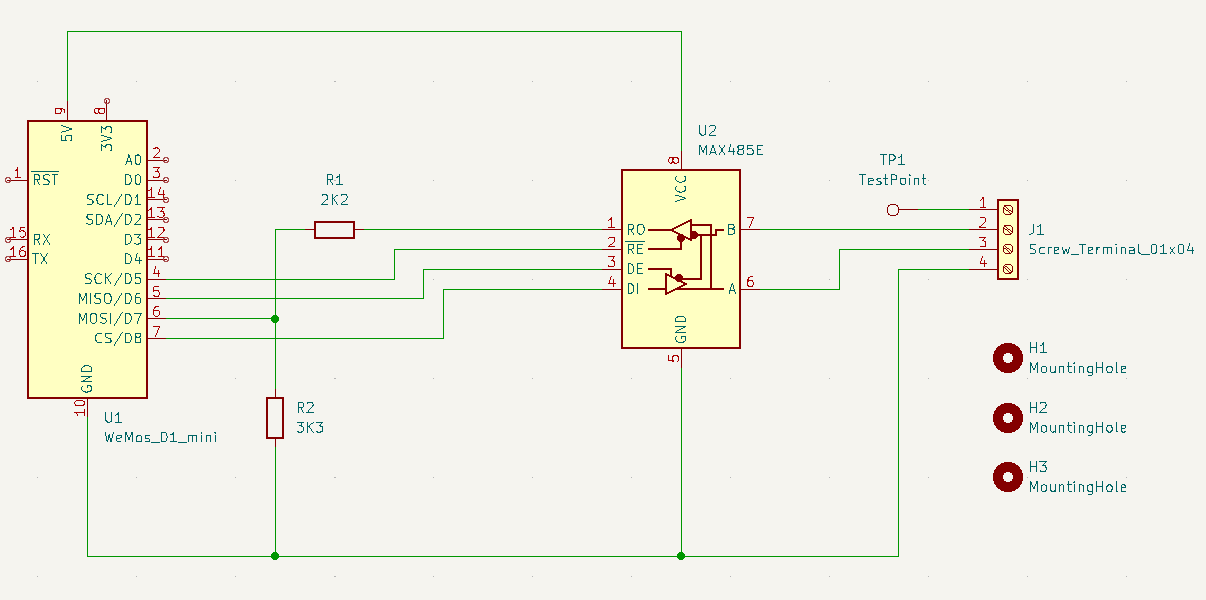 9
5V
8
3V3
A0
2
1
RST
D0
3
SCL/D1
14
SDA/D2
13
15
RX
D3
12
16
TX
D4
11
SCK/D5
4
MISO/D6
5
MOSI/D7
6
CS/D8
7
GND
10
U1
WeMos_D1_mini
R1
2K2
R2
3K3
U2
MAX485E
8
VCC
1
RO
B
7
2
RE
3
DE
4
DI
A
6
GND
5
TP1
TestPoint
1
2
3
4
J1
Screw_Terminal_01x04
H1
MountingHole
H2
MountingHole
H3
MountingHole